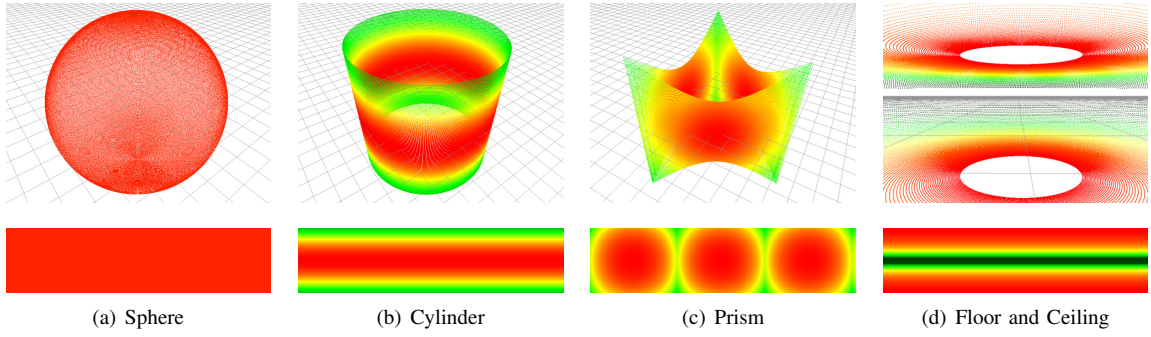 (a) Sphere
(b) Cylinder
(c) Prism
(d) Floor and Ceiling